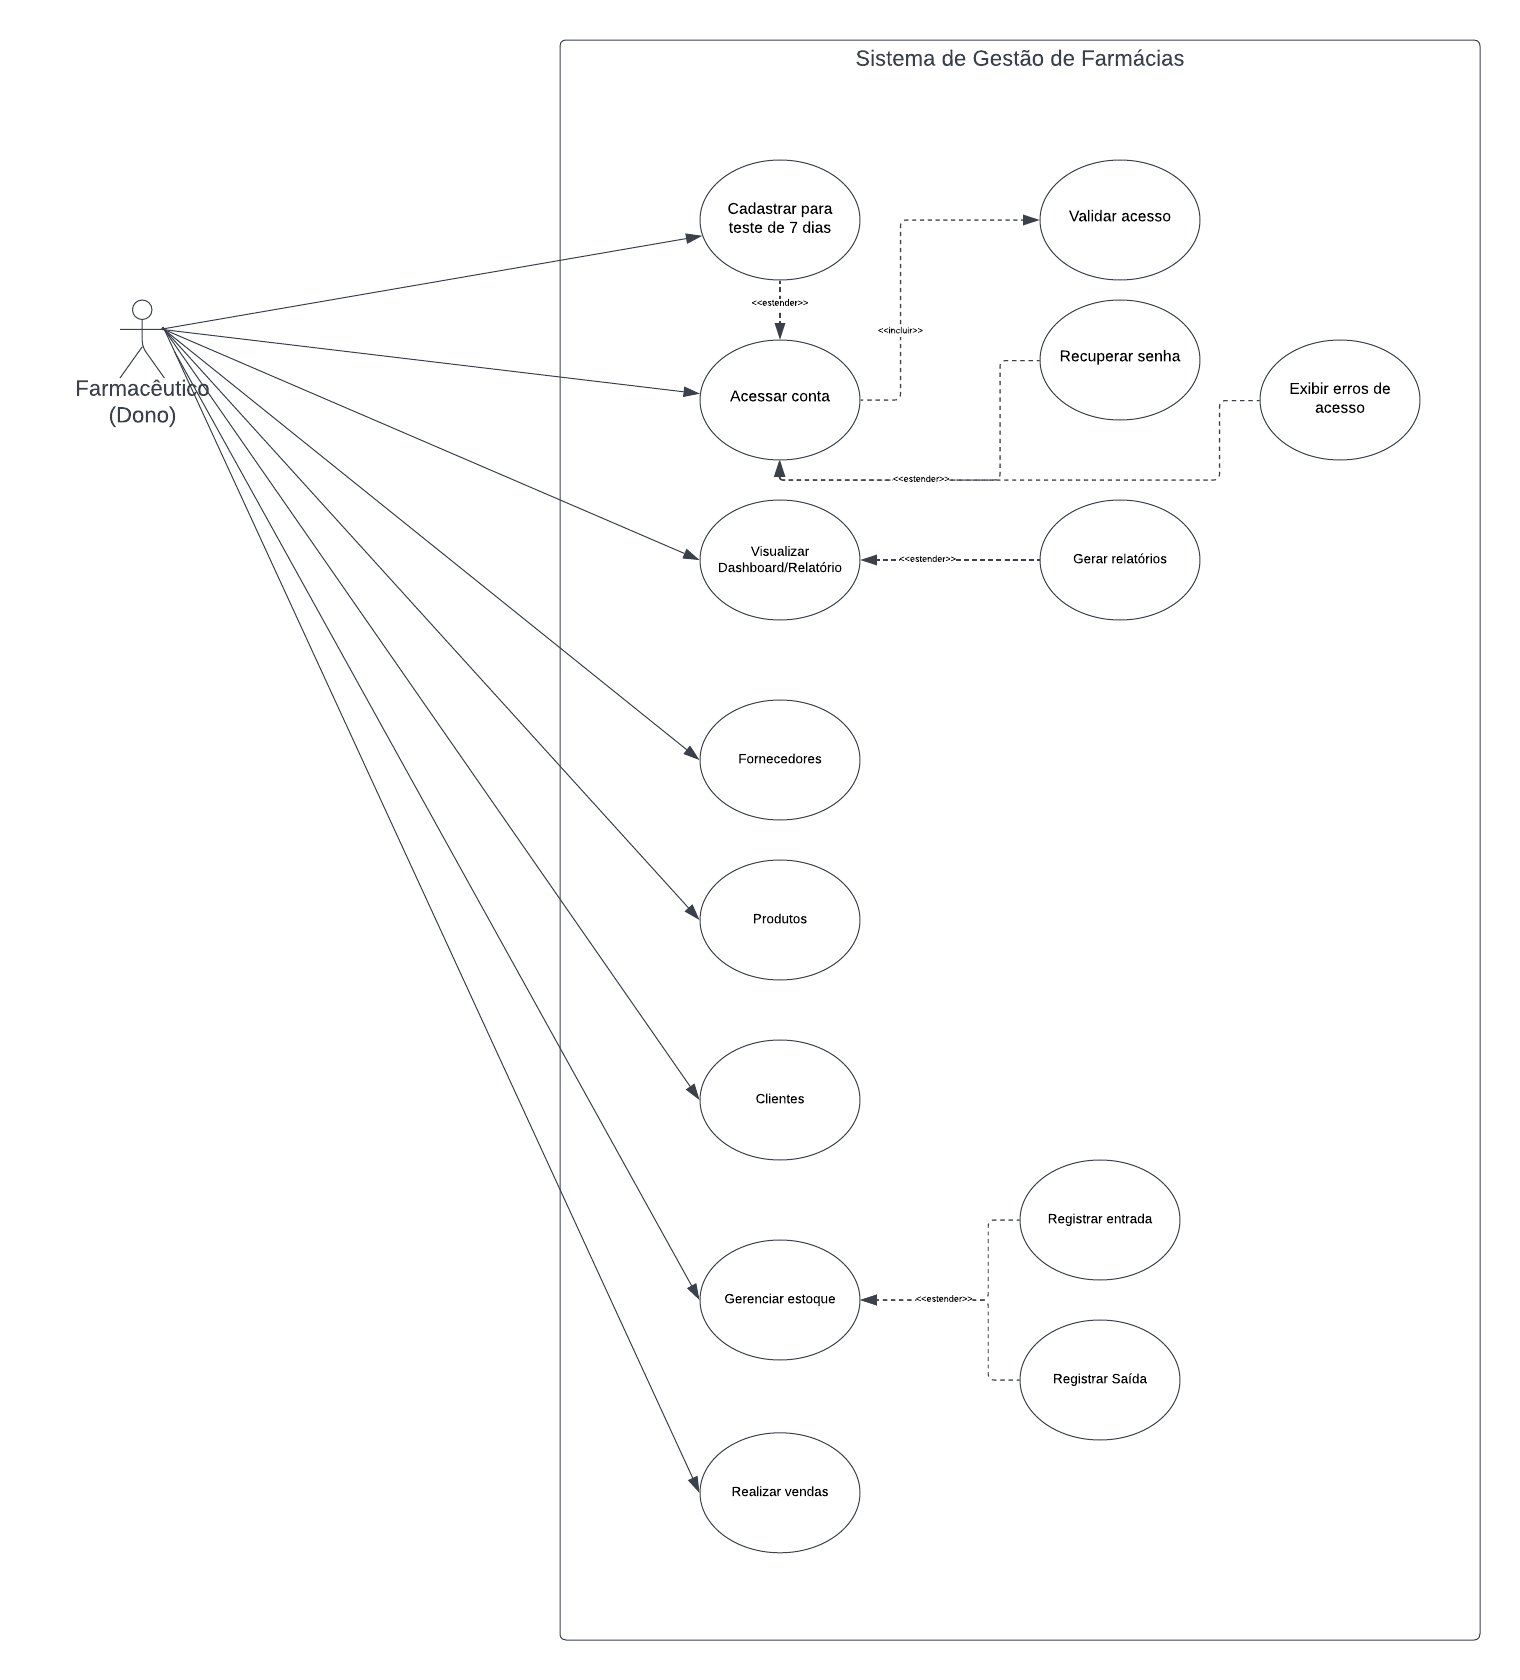 Sistema de Gestão de Farmácias
Cadastrar para
teste de 7 dias
Validar acesso
<<estender>>
<<incluir>>
Recuperar senha
Farmacêutico
(Dono)
Acessar conta
Exibir erros de
acesso
<<estender>>
Visualizar
Dashboard/Relatório
<<estender>>
Gerar relatórios
Fornecedores
Produtos
Clientes
Registrar entrada
Gerenciar estoque
<<estender>>
Registrar Saída
Realizar vendas